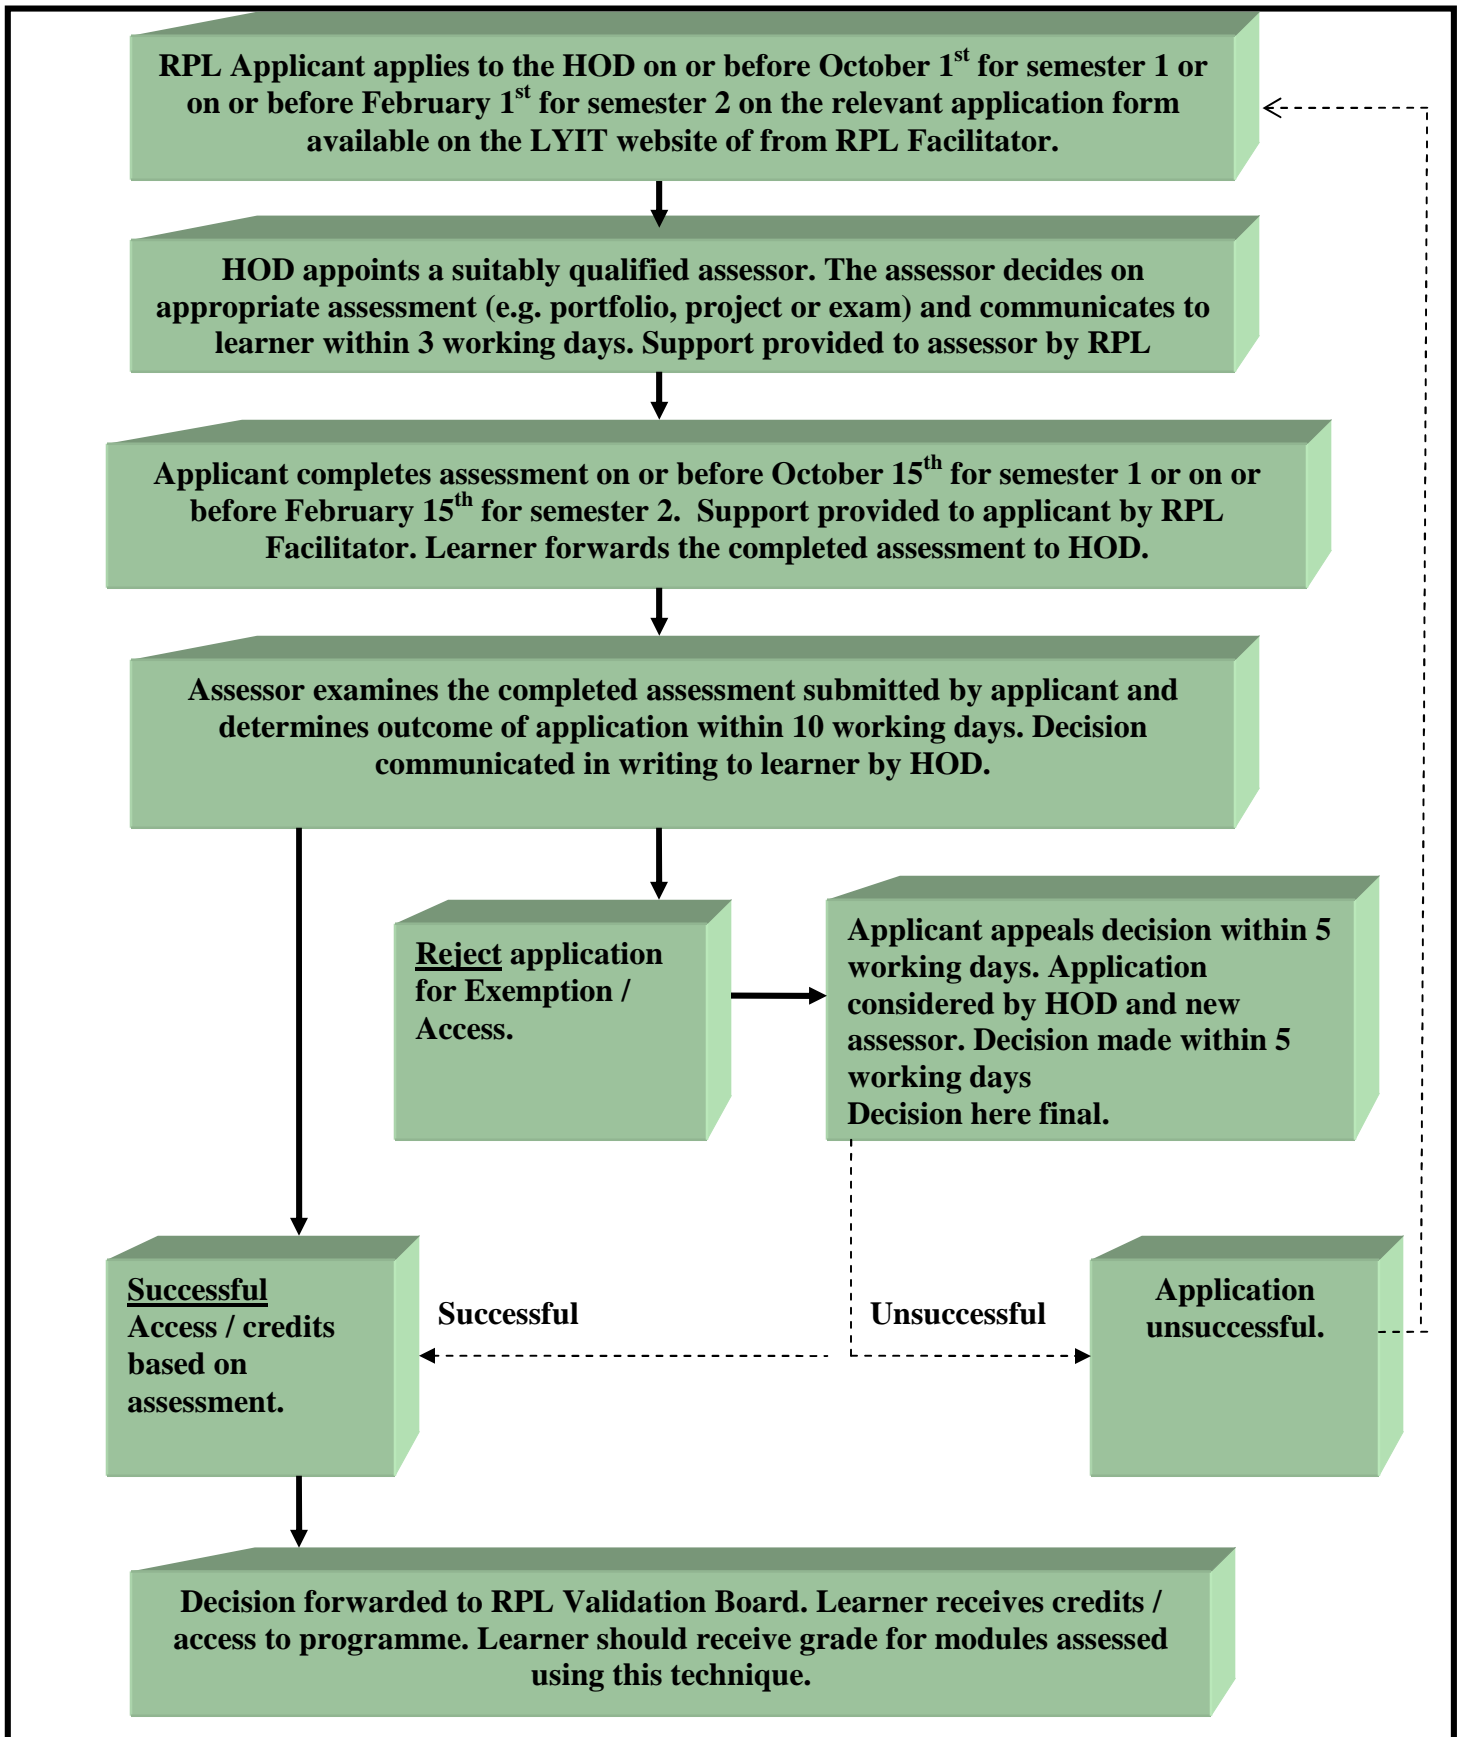 RPL Applicant applies to the HOD on or before October 1st for semester 1 or
on or before February 1st for semester 2 on the relevant application form
available on the LYIT website of from RPL Facilitator.
HOD appoints a suitably qualified assessor. The assessor decides on
appropriate assessment (e.g. portfolio, project or exam) and communicates to
learner within 3 working days. Support provided to assessor by RPL
Applicant completes assessment on or before October 15th for semester 1 or on or
before February 15th for semester 2.  Support provided to applicant by RPL
Facilitator. Learner forwards the completed assessment to HOD.
Assessor examines the completed assessment submitted by applicant and
determines outcome of application within 10 working days. Decision
communicated in writing to learner by HOD.
Reject application
for Exemption /
Access.
Applicant appeals decision within 5
working days. Application
considered by HOD and new
assessor. Decision made within 5
working days
Decision here final.
Successful
Access / credits
based on
assessment.
Successful
Unsuccessful
Application
unsuccessful.
Decision forwarded to RPL Validation Board. Learner receives credits /
access to programme. Learner should receive grade for modules assessed
using this technique.